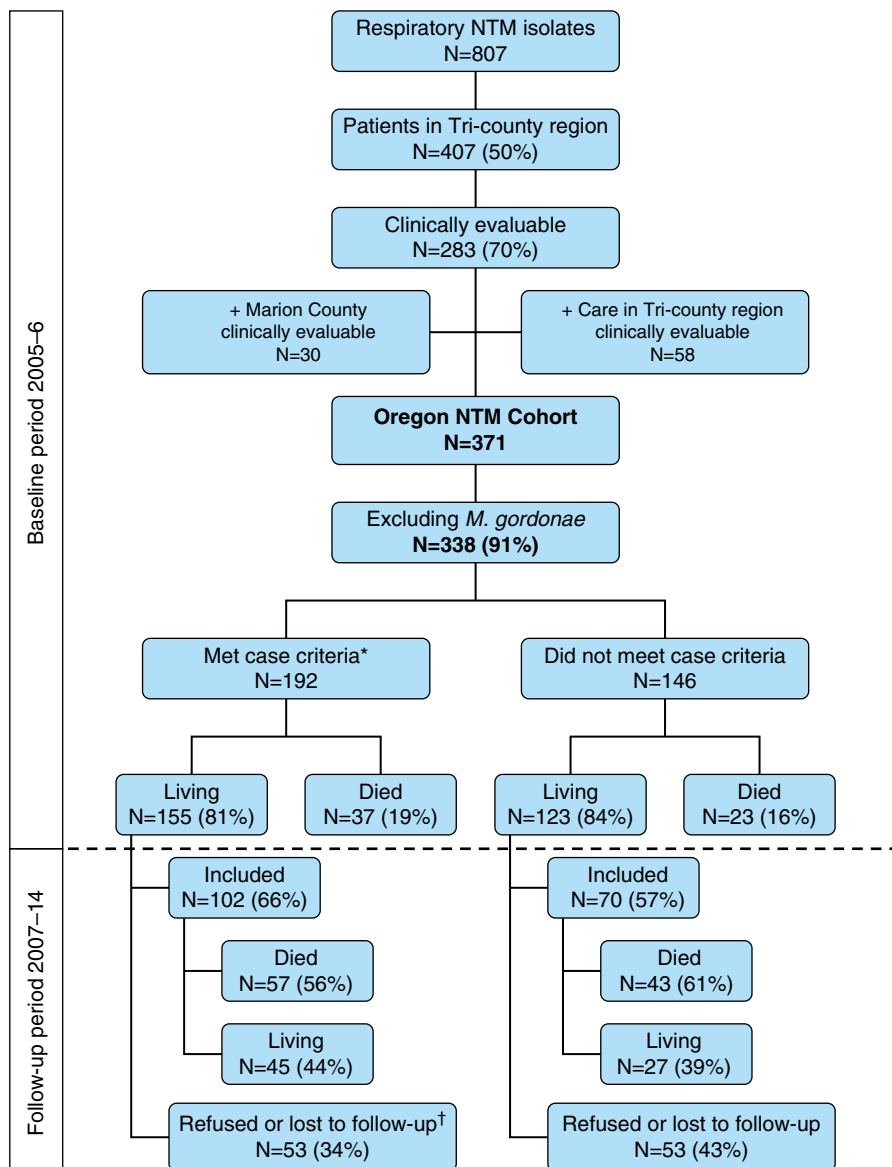 Respiratory NTM isolates
N=807
Patients in Tri-county region
N=407 (50%)
Clinically evaluable
N=283 (70%)
+ Marion County
clinically evaluable
N=30
+ Care in Tri-county region
clinically evaluable
N=58
Oregon NTM Cohort
N=371
Excluding M. gordonae
N=338 (91%)
Met case criteria*
N=192
Did not meet case criteria
N=146
Living
N=155 (81%)
Died
N=37 (19%)
Living
N=123 (84%)
Died
N=23 (16%)
Baseline period 2005–6
Included
N=102 (66%)
Died
N=57 (56%)
Living
N=45 (44%)
Refused or lost to follow-up†
N=53 (34%)
Included
N=70 (57%)
Died
N=43 (61%)
Living
N=27 (39%)
Refused or lost to follow-up
N=53 (43%)
Follow-up period 2007–14